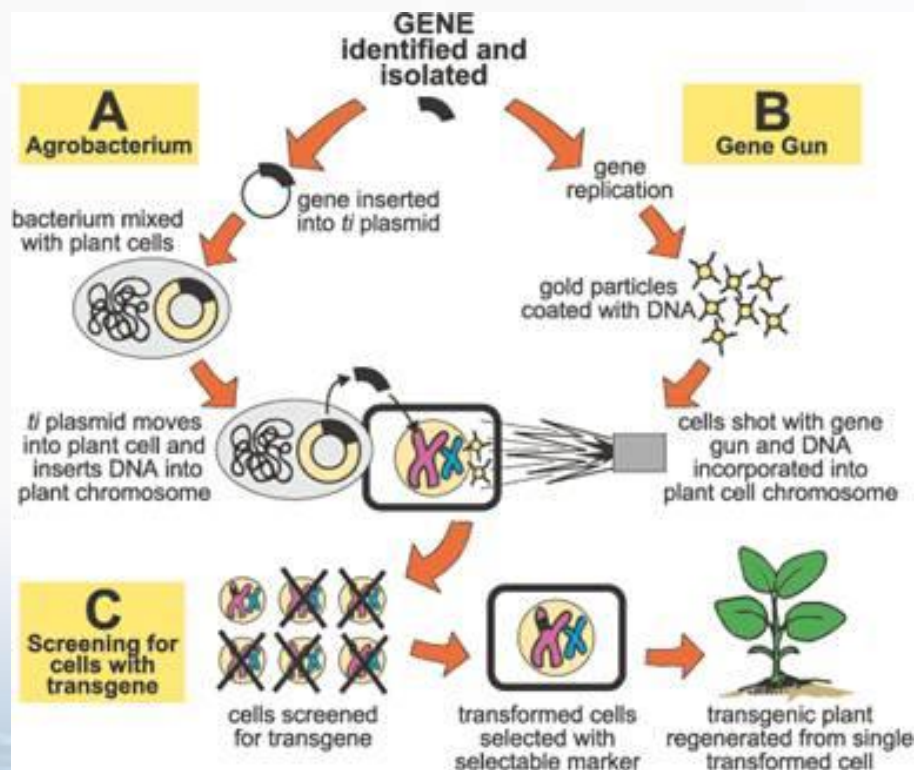 GENE
identified and
isolated
A
Agrobacterium
B
Gene Gun
gene inserted
into ti plasmid
gene
replication
bacterium mixed
with plant cells
gold particles
coated with DNA
ti plasmid moves
into plant cell and
inserts DNA into
plant chromosome
cells shot with gene
gun and DNA
incorporated into
plant cell chromosome
C
Screening for
cells with
transgene
cells screened
for transgene
transformed cells
selected with
selectable marker
transgenic plant
regenerated from single
transformed cell